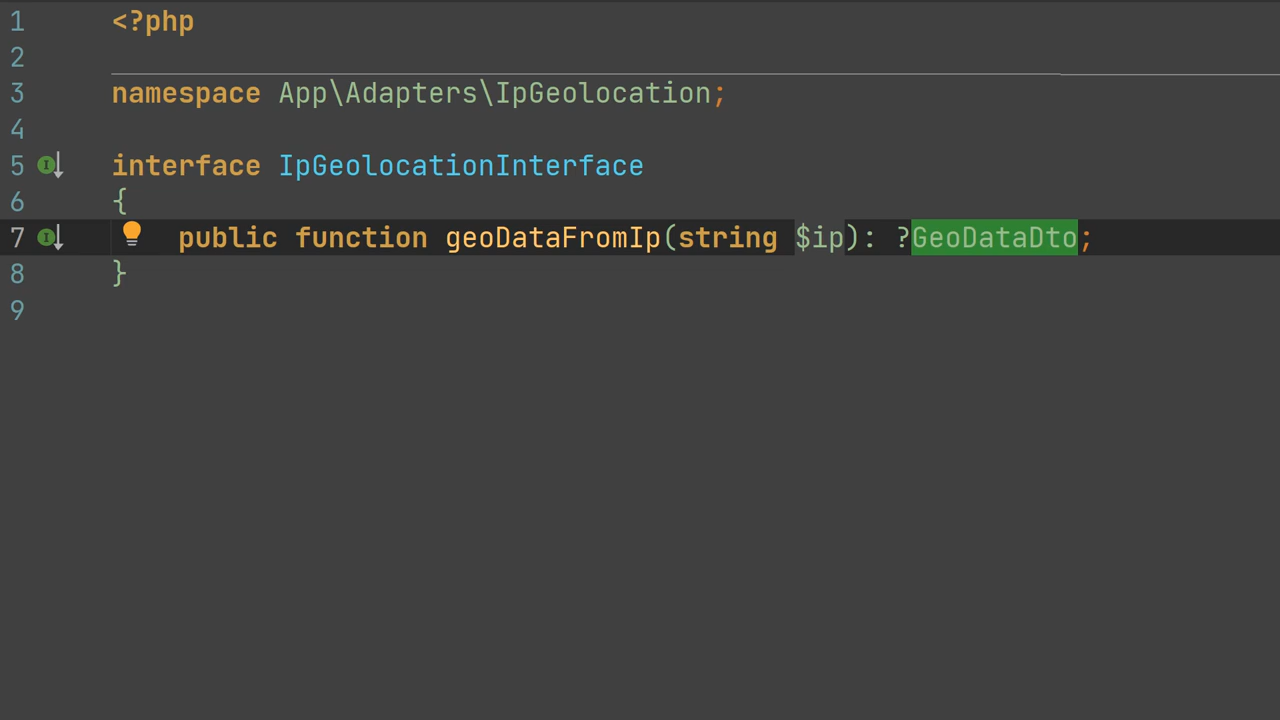 1 <?php
2
3 namespace App\Adapters\IpGeolocation;
4
5 interface IpGeolocationInterface
6 {
7 public function geoDataFromIp(string $ip): ?GeoDataDto;
8 }
9